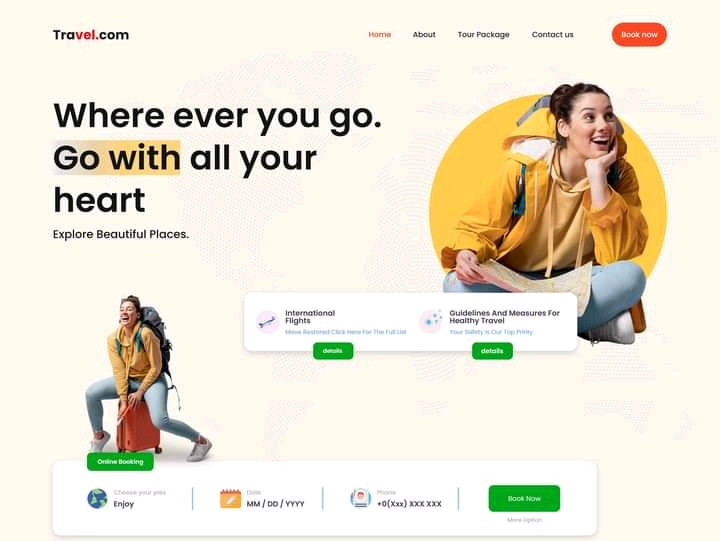 Travel.com
Home About Tour Package Contact us Book now
Where ever you go.
Go with all your
heart
Explore Beautiful Places.
International
Flights
Move Restored Click Here For The Full List
details
Guidelines And Measures For
Healthy Travel
Your Safety Is Our Top Priority
details
Online Booking
Choose your plas
Enjoy
Date
MM / DD / YYYY
Phone
+0(Xxx) XXX XXX
Book Now
More Option